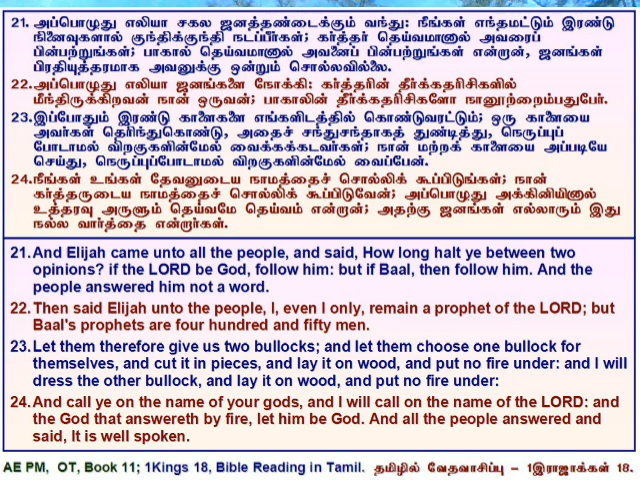 21. அப்பொழுது எலியா சகல ஜனத்தண்டைக்கும் வந்து: நீங்கள் எந்தமட்டும் இரண்டு
நினைவுகளால் குந்திக்குந்தி நடப்பீர்கள்; கர்த்தர் தெய்வமானால் அவரைப்
பின்பற்றுங்கள்; பாகால் தெய்வமானால் அவனைப் பின்பற்றுங்கள் என்றான், ஜனங்கள்
பிரதியுத்தரமாக அவனுக்கு ஒன்றும் சொல்லவில்லை.
22.அப்பொழுது எலியா ஜனங்களை நோக்கி: கர்த்தரின் தீர்க்கதரிசிகளில்
மீந்திருக்கிறவன் நான் ஒருவன்; பாகாலின் தீர்க்கதரிசிகளோ நானூற்றைம்பதுபேர்.
23.இப்போதும் இரண்டு காளைகளை எங்களிடத்தில் கொண்டுவரட்டும்; ஒரு காளையை
அவர்கள் தெரிந்துகொண்டு, அதைச் சந்துசந்தாகத் துண்டித்து, நெருப்புப்
போடாமல் விறகுகளின்மேல் வைக்கக்கடவர்கள்; நான் மற்றக் காளையை அப்படியே
செய்து, நெருப்புப்போடாமல் விறகுகளின்மேல் வைப்பேன்.
24.நீங்கள் உங்கள் தேவனுடைய நாமத்தைச் சொல்லிக் கூப்பிடுங்கள்; நான்
கர்த்தருடைய நாமத்தைச் சொல்லிக் கூப்பிடுவேன்; அப்பொழுது அக்கினியினால்
உத்தரவு அருளும் தெய்வமே தெய்வம் என்றான்; அதற்கு ஜனங்கள் எல்லாரும் இது
நல்ல வார்த்தை என்றார்கள்.
21.And Elijah came unto all the people, and said, How long halt ye between two
opinions? if the LORD be God, follow him: but if Baal, then follow him. And the
people answered him not a word.
22.Then said Elijah unto the people, I, even I only, remain a prophet of the LORD; but
Baal's prophets are four hundred and fifty men.
23.Let them therefore give us two bullocks; and let them choose one bullock for
themselves, and cut it in pieces, and lay it on wood, and put no fire under: and I will
dress the other bullock, and lay it on wood, and put no fire under:
24.And call ye on the name of your gods, and I will call on the name of the LORD: and
the God that answereth by fire, let him be God. And all the people answered and
said, It is well spoken.
AE PM, OT, Book 11; 1Kings 18, Bible Reading in Tamil. தமிழில் வேதவாசிப்பு – 1இராஜாக்கள் 18.